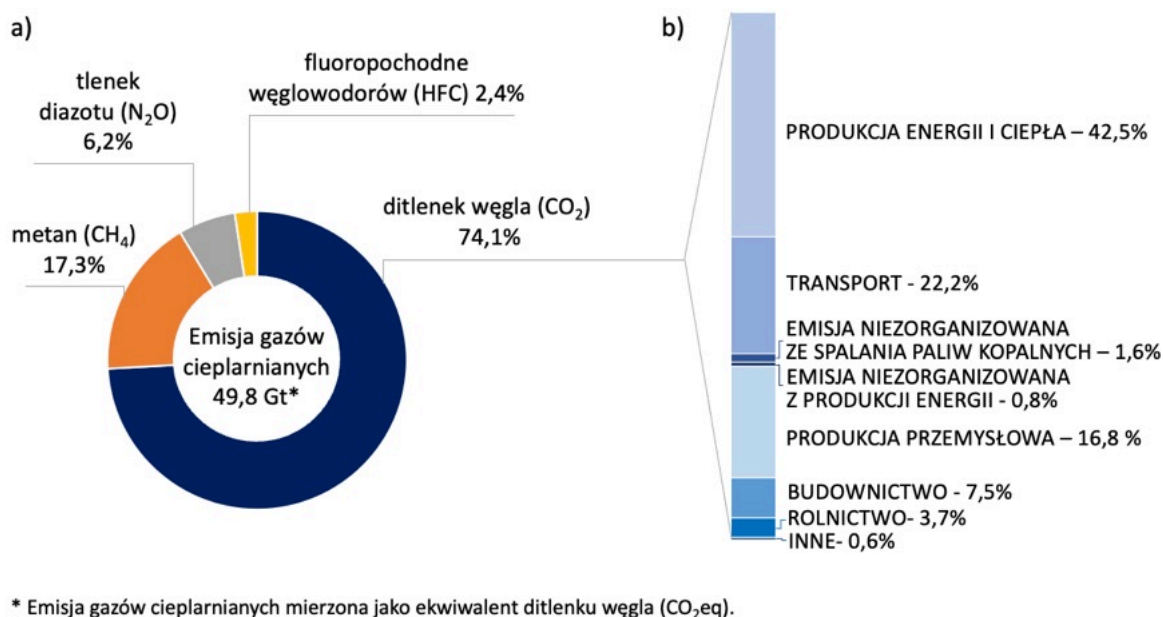 a)
tlenek
diazotu (N₂O)
6,2%
fluoropochodne
węglowodorów (HFC) 2,4%
metan (CH₄)
17,3%
ditlenek węgla (CO₂)
74,1%
Emisja gazów
cieplarnianych
49,8 Gt*
b)
PRODUKCJA ENERGII I CIEPŁA – 42,5%
TRANSPORT - 22,2%
EMISJA NIEZORGANIZOWANA
ZE SPALANIA PALIW KOPALNYCH – 1,6%
EMISJA NIEZORGANIZOWANA
Z PRODUKCJI ENERGII - 0,8%
PRODUKCJA PRZEMYSŁOWA – 16,8 %
BUDOWNICTWO - 7,5%
ROLNICTWO- 3,7%
INNE- 0,6%
* Emisja gazów cieplarnianych mierzona jako ekwiwalent ditlenku węgla (CO₂eq).